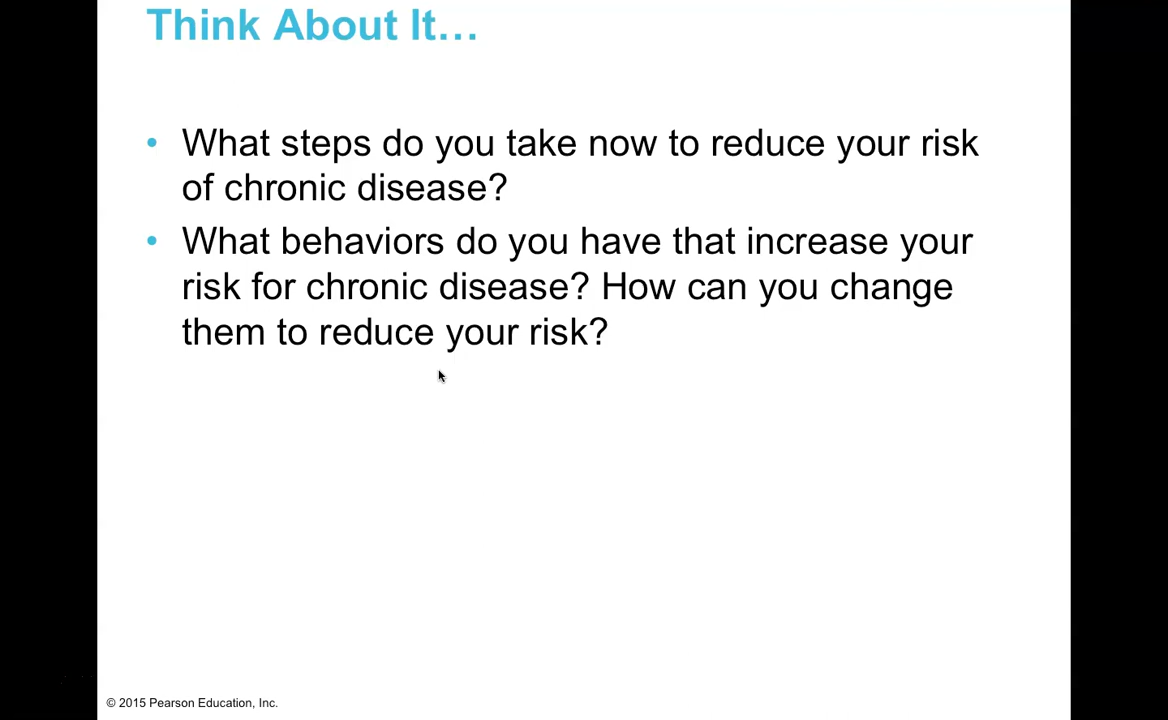 Think About It…
• What steps do you take now to reduce your risk
of chronic disease?
• What behaviors do you have that increase your
risk for chronic disease? How can you change
them to reduce your risk?
© 2015 Pearson Education, Inc.